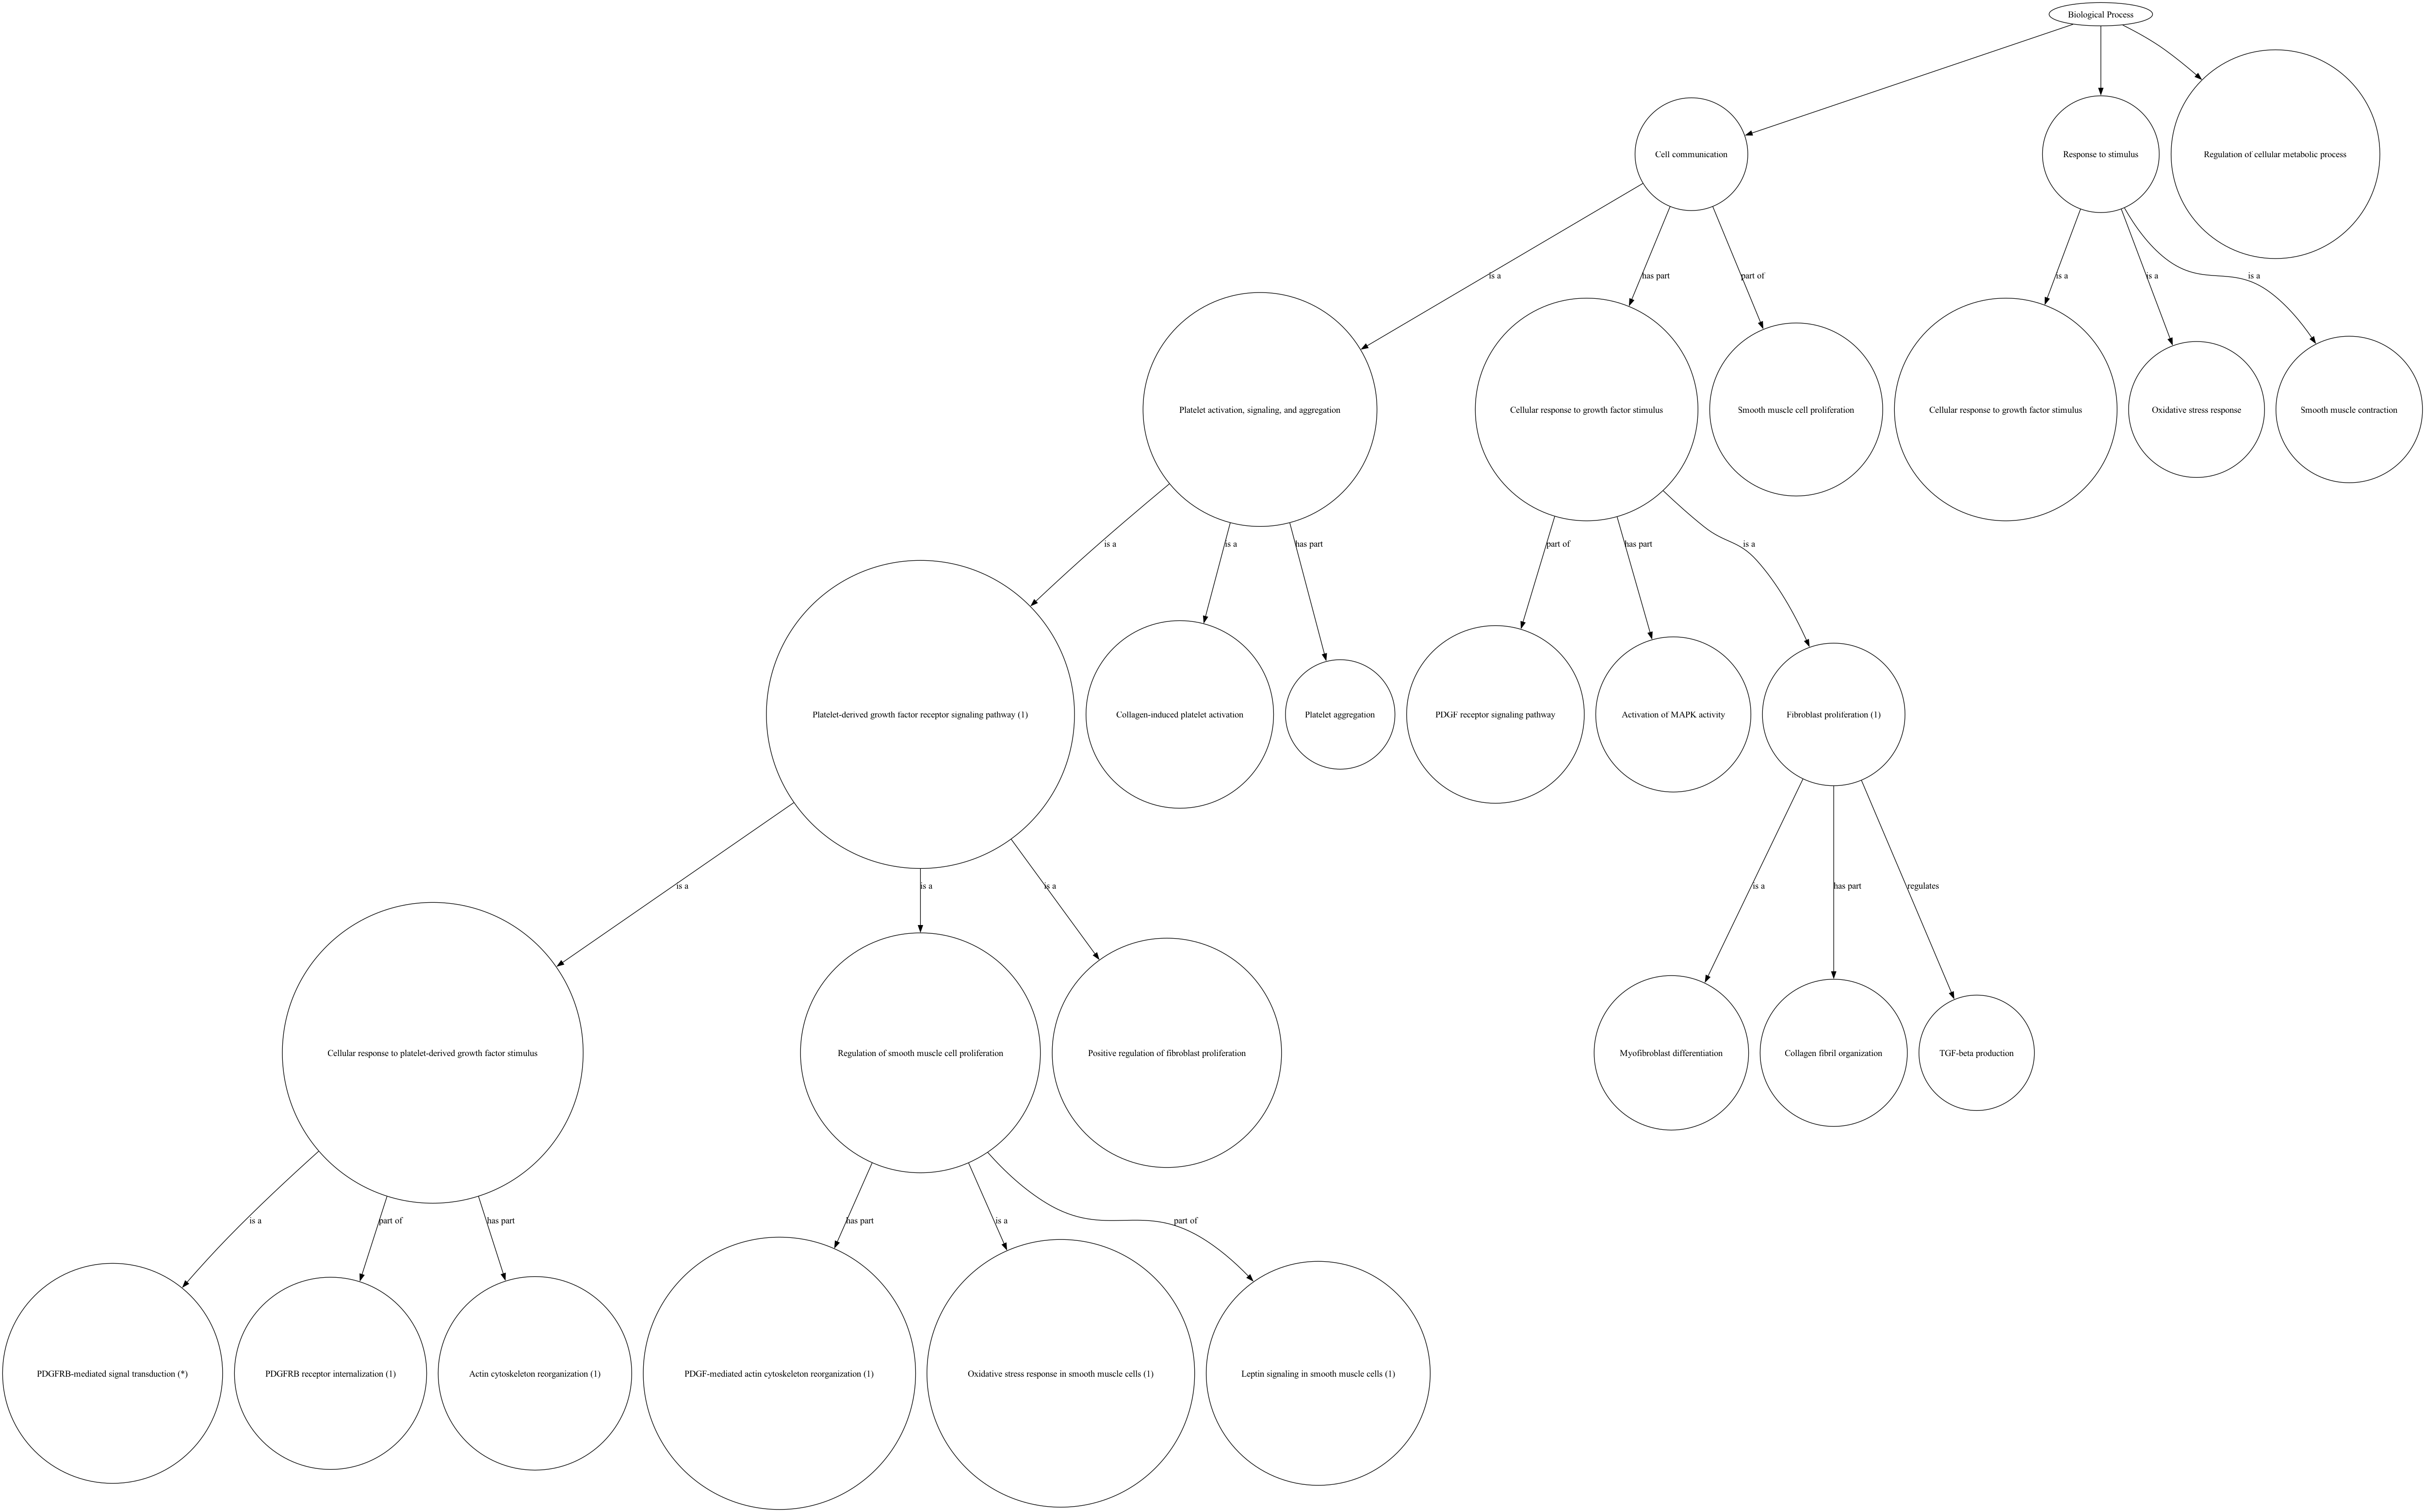 Biological Process
Cell communication
Response to stimulus
Regulation of cellular metabolic process
is a
has part
part of
is a
is a
is a
Platelet activation, signaling, and aggregation
Cellular response to growth factor stimulus
Smooth muscle cell proliferation
Cellular response to growth factor stimulus
Oxidative stress response
Smooth muscle contraction
is a
is a
has part
part of
has part
is a
Platelet-derived growth factor receptor signaling pathway (1)
Collagen-induced platelet activation
Platelet aggregation
PDGF receptor signaling pathway
Activation of MAPK activity
Fibroblast proliferation (1)
is a
is a
is a
is a
has part
regulates
Cellular response to platelet-derived growth factor stimulus
Regulation of smooth muscle cell proliferation
Positive regulation of fibroblast proliferation
Myofibroblast differentiation
Collagen fibril organization
TGF-beta production
is a
part of
has part
has part
is a
part of
PDGFRB-mediated signal transduction (*)
PDGFRB receptor internalization (1)
Actin cytoskeleton reorganization (1)
PDGF-mediated actin cytoskeleton reorganization (1)
Oxidative stress response in smooth muscle cells (1)
Leptin signaling in smooth muscle cells (1)